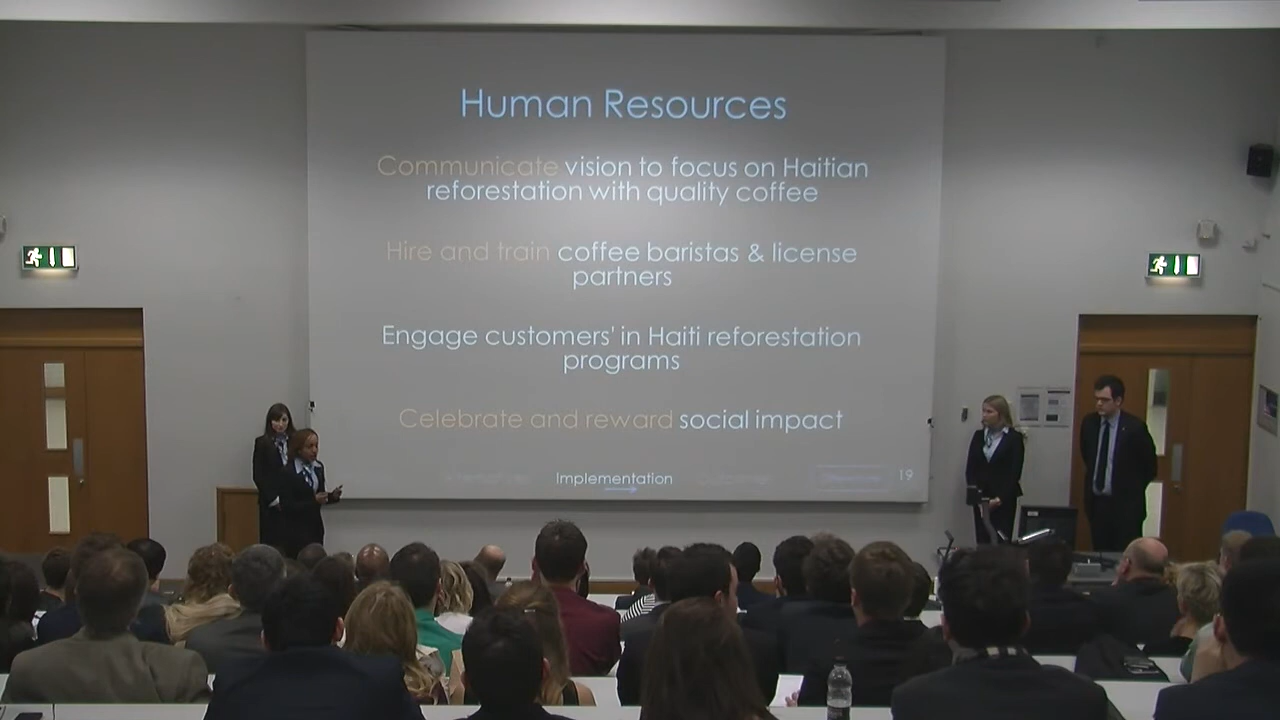 Human Resources
Communicate vision to focus on Haitian
reforestation with quality coffee
Hire and train coffee baristas & license
partners
Engage customers' in Haiti reforestation
programs
Celebrate and reward social impact
Implementation
19